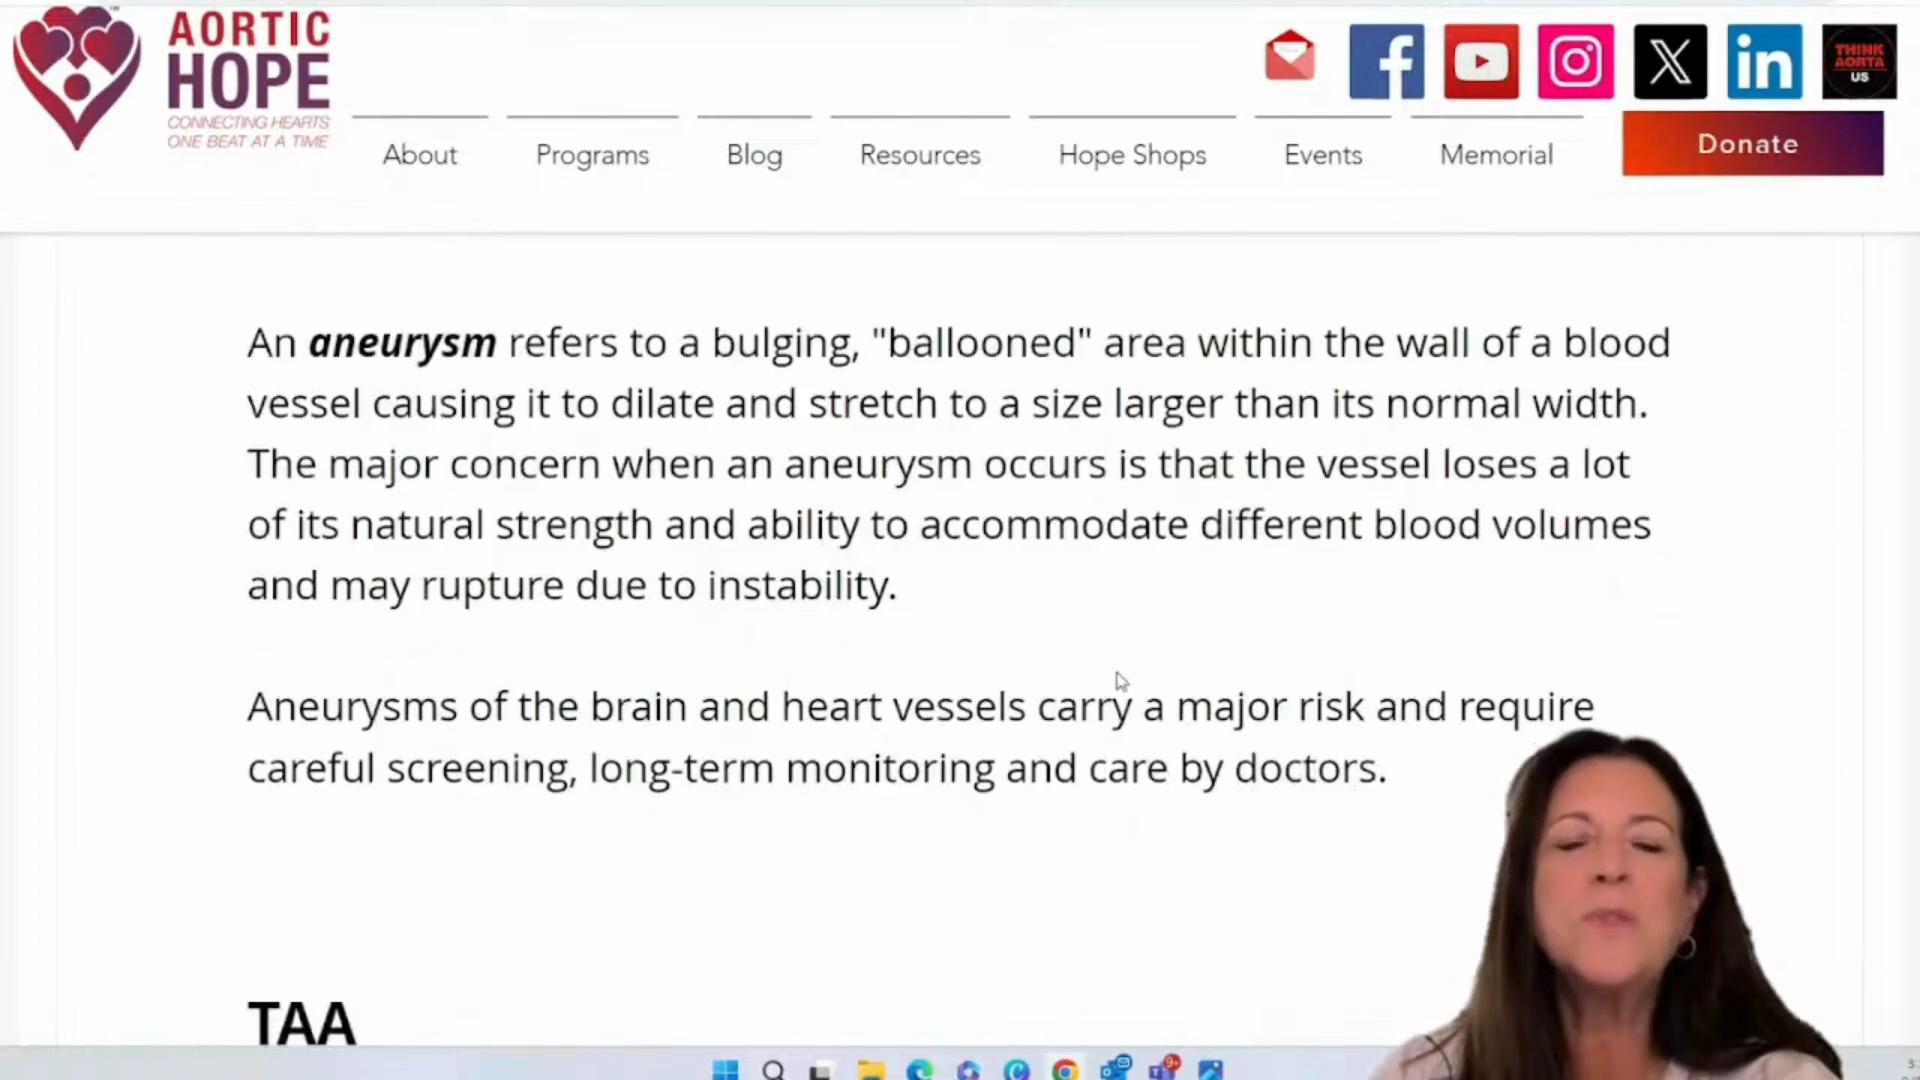 AORTIC
HOPE
CONNECTING HEARTS
ONE BEAT AT A TIME
THINK
AORTA
US
About
Programs
Blog
Resources
Hope Shops
Events
Memorial
Donate
An aneurysm refers to a bulging, "ballooned" area within the wall of a blood
vessel causing it to dilate and stretch to a size larger than its normal width.
The major concern when an aneurysm occurs is that the vessel loses a lot
of its natural strength and ability to accommodate different blood volumes
and may rupture due to instability.
Aneurysms of the brain and heart vessels carry a major risk and require
careful screening, long-term monitoring and care by doctors.
TAA
9+